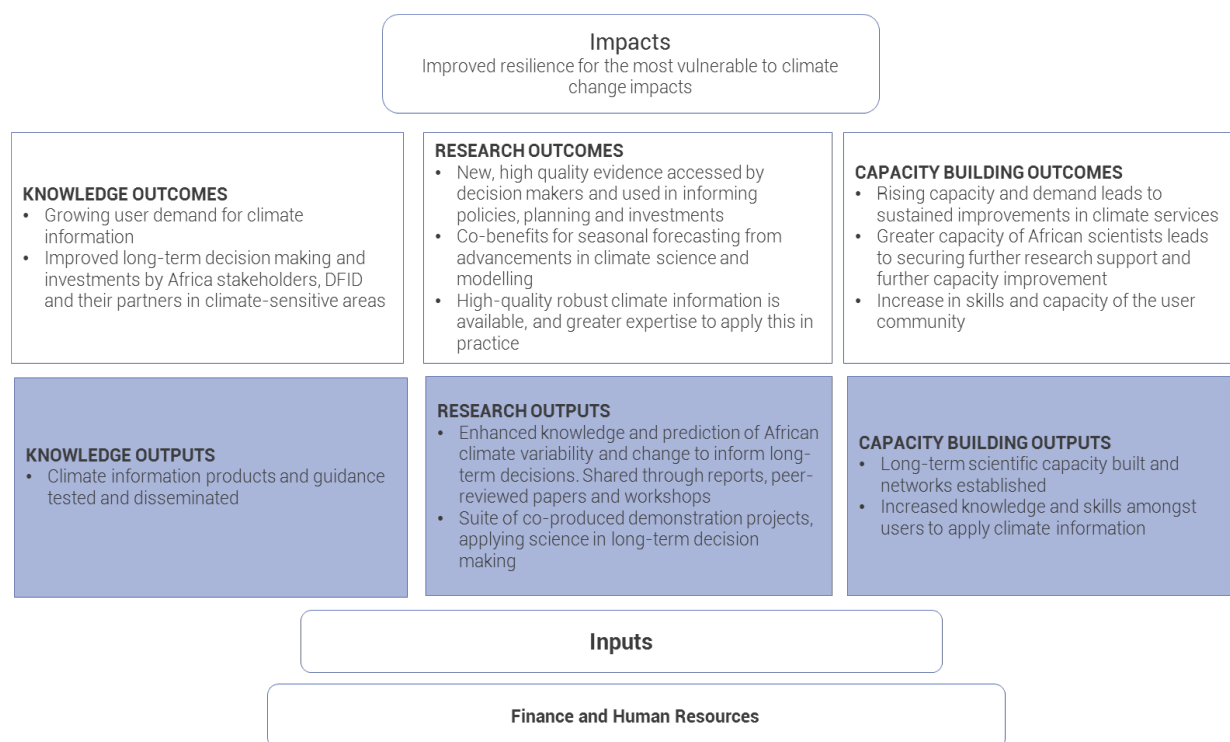 Impacts
Improved resilience for the most vulnerable to climate
change impacts
KNOWLEDGE OUTCOMES
• Growing user demand for climate
information
• Improved long-term decision making and
investments by Africa stakeholders, DFID
and their partners in climate-sensitive areas
RESEARCH OUTCOMES
• New, high quality evidence accessed by
decision makers and used in informing
policies, planning and investments
• Co-benefits for seasonal forecasting from
advancements in climate science and
modelling
• High-quality robust climate information is
available, and greater expertise to apply this in
practice
CAPACITY BUILDING OUTCOMES
• Rising capacity and demand leads to
sustained improvements in climate services
• Greater capacity of African scientists leads
to securing further research support and
further capacity improvement
• Increase in skills and capacity of the user
community
KNOWLEDGE OUTPUTS
• Climate information products and guidance
tested and disseminated
RESEARCH OUTPUTS
• Enhanced knowledge and prediction of African
climate variability and change to inform long-
term decisions. Shared through reports, peer-
reviewed papers and workshops
• Suite of co-produced demonstration projects,
applying science in long-term decision
making
CAPACITY BUILDING OUTPUTS
• Long-term scientific capacity built and
networks established
• Increased knowledge and skills amongst
users to apply climate information
Inputs
Finance and Human Resources